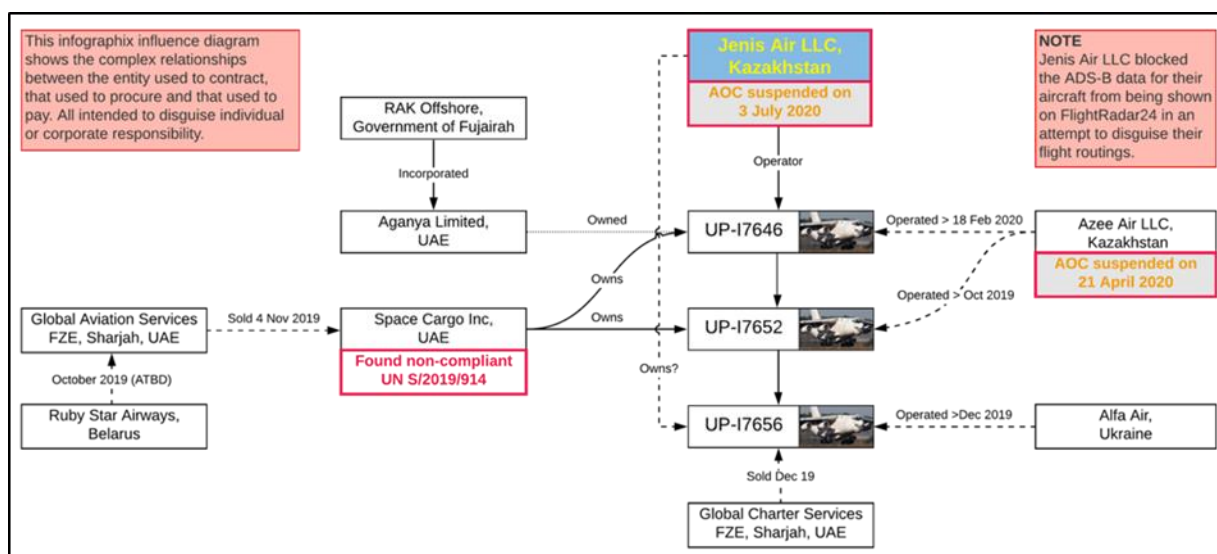 This infographix influence diagram
shows the complex relationships
between the entity used to contract,
that used to procure and that used to
pay. All intended to disguise individual
or corporate responsibility.
Jenis Air LLC,
Kazakhstan
AOC suspended on
3 July 2020
NOTE
Jenis Air LLC blocked
the ADS-B data for their
aircraft from being shown
on FlightRadar24 in an
attempt to disguise their
flight routings.
RAK Offshore,
Government of Fujairah
Operator
Incorporated
Aganya Limited,
UAE
Owned
UP-I7646
Operated > 18 Feb 2020
Azee Air LLC,
Kazakhstan
AOC suspended on
21 April 2020
Owns
Operated > Oct 2019
Global Aviation Services
FZE, Sharjah, UAE
Sold 4 Nov 2019
Space Cargo Inc,
UAE
Found non-compliant
UN S/2019/914
Owns
UP-I7652
Owns?
October 2019 (ATBD)
Ruby Star Airways,
Belarus
UP-I7656
Operated >Dec 2019
Alfa Air,
Ukraine
Sold Dec 19
Global Charter Services
FZE, Sharjah, UAE